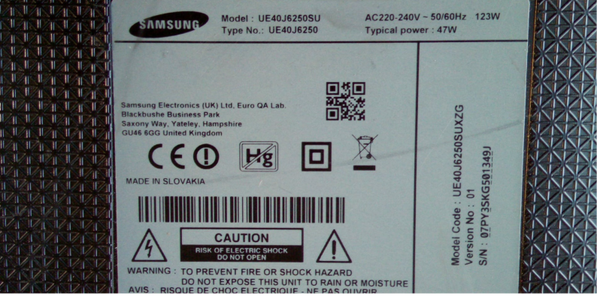 SAMSUNG
Model : UE40J6250SU
Type No.: UE40J6250
AC220-240V ~ 50/60Hz 123W
Typical power : 47W
Samsung Electronics (UK) Ltd, Euro QA Lab.
Blackbushe Business Park
Saxony Way, Yateley, Hampshire
GU46 6GG United Kingdom
CE
Hg
MADE IN SLOVAKIA
CAUTION
RISK OF ELECTRIC SHOCK
DO NOT OPEN
WARNING : TO PREVENT FIRE OR SHOCK HAZARD
DO NOT EXPOSE THIS UNIT TO RAIN OR MOISTURE
AVIS : RISQUE DE CHOC ELECTRIQUE - NE PAS OUVRIR
Model Code : UE40J6250SUXZG
Version No : 01
S/N : 07PY3SKG501349J